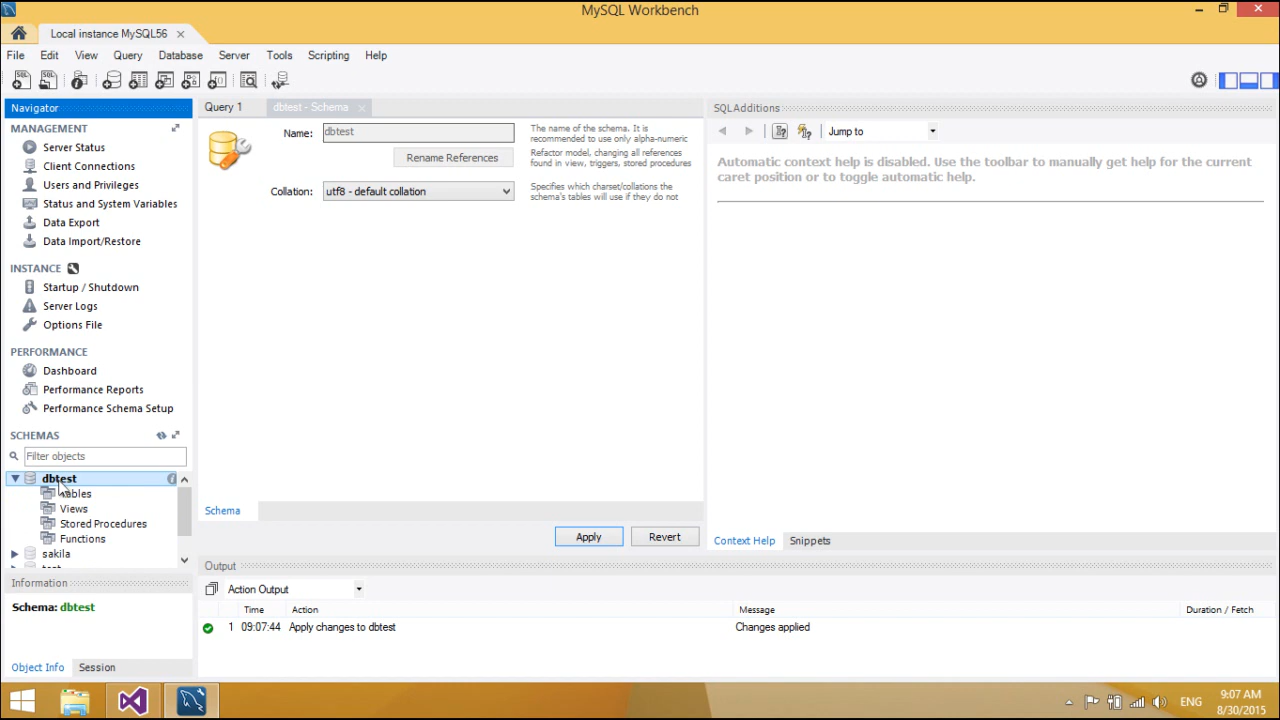 MySQL Workbench
Local instance MySQL56
File Edit View Query Database Server Tools Scripting Help
Navigator
MANAGEMENT
Server Status
Client Connections
Users and Privileges
Status and System Variables
Data Export
Data Import/Restore
INSTANCE
Startup / Shutdown
Server Logs
Options File
PERFORMANCE
Dashboard
Performance Reports
Performance Schema Setup
SCHEMAS
Filter objects
dbtest
Tables
Views
Stored Procedures
Functions
sakila
Information
Schema: dbtest
Object Info Session
Query 1 dbtest - Schema
Name: dbtest
The name of the schema. It is
recommended to use only alpha-numeric
Rename References
Refactor model, changing all references
found in view, triggers, stored procedures
Collation: utf8 - default collation
Specifies which charset/collations the
schema's tables will use if they do not
Schema
Apply Revert
SQLAdditions
Jump to
Automatic context help is disabled. Use the toolbar to manually get help for the current
caret position or to toggle automatic help.
Context Help Snippets
Output
Action Output
Time Action Message Duration / Fetch
1 09:07:44 Apply changes to dbtest Changes applied
ENG
9:07 AM
8/30/2015